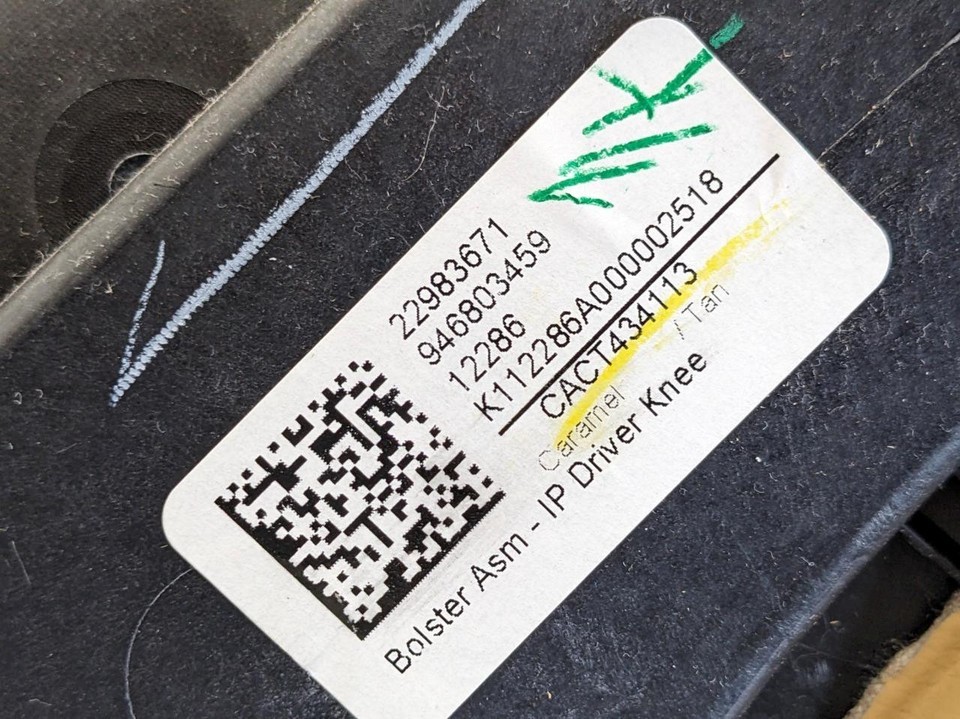 22983671
946803459
12286
K112286A000002518
CACT434113
Caramel / Tan
Bolster Asm - IP Driver Knee